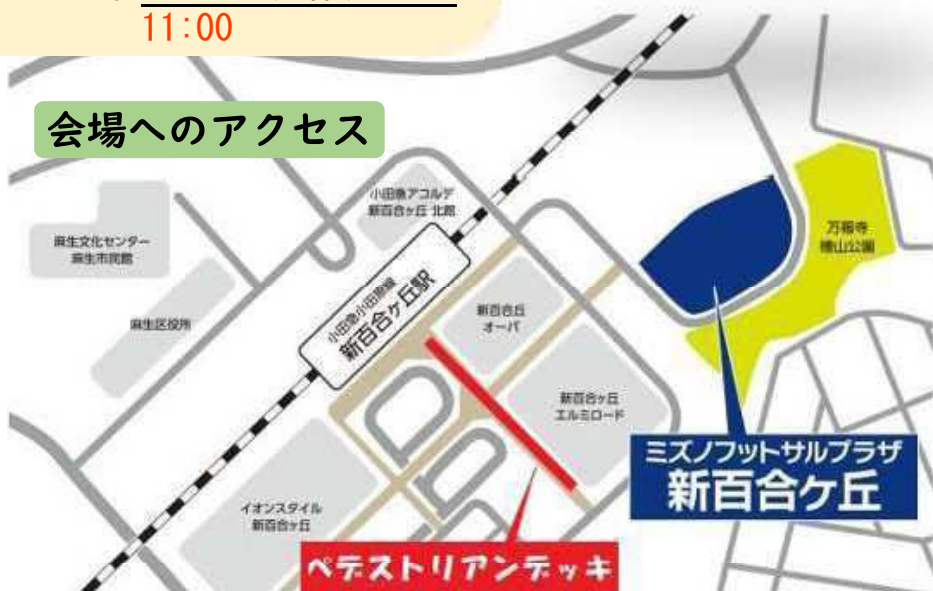 11:00
会場へのアクセス
小田急アコルデ
新百合ヶ丘 北館
麻生文化センター
麻生市民館
万福寺
檜山公園
小田急小田原線
新百合ヶ丘駅
麻生区役所
新百合丘
オーパ
新百合ヶ丘
エルミロード
ミズノフットサルプラザ
新百合ヶ丘
イオンスタイル
新百合ヶ丘
ペデストリアンデッキ